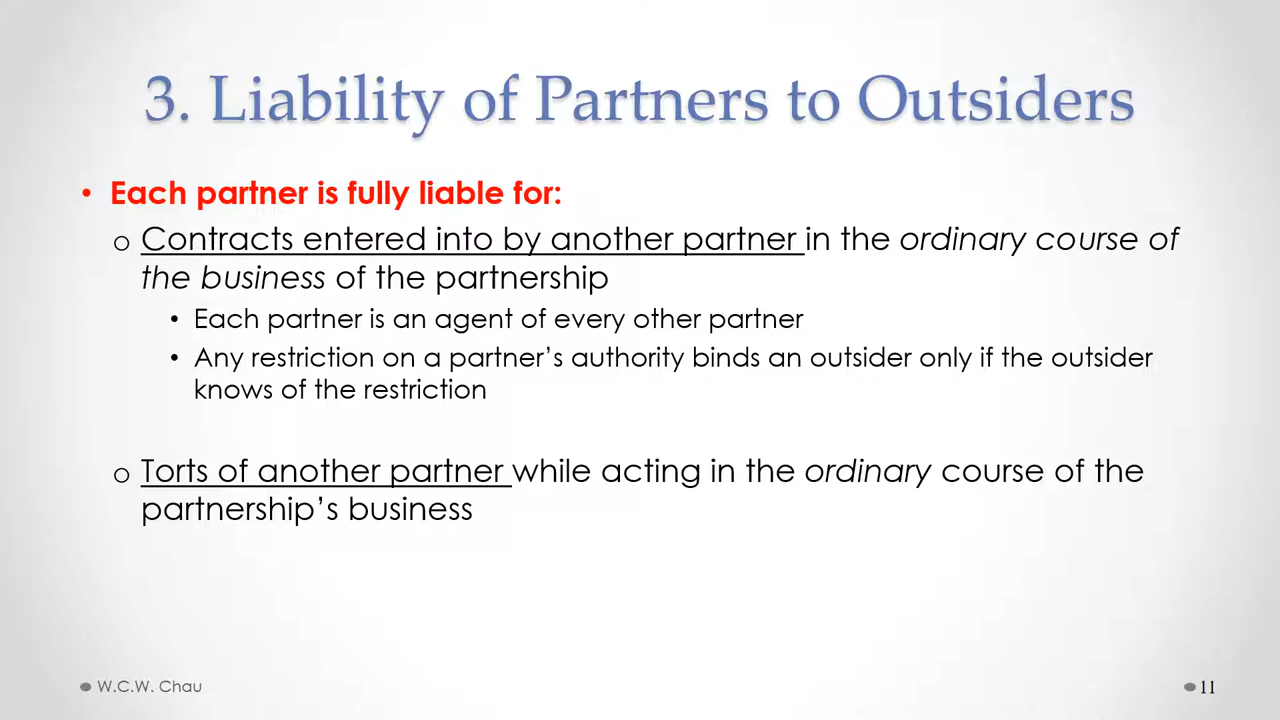 3. Liability of Partners to Outsiders
• Each partner is fully liable for:
o Contracts entered into by another partner in the ordinary course of
the business of the partnership
• Each partner is an agent of every other partner
• Any restriction on a partner’s authority binds an outsider only if the outsider
knows of the restriction
o Torts of another partner while acting in the ordinary course of the
partnership’s business
W.C.W. Chau
11